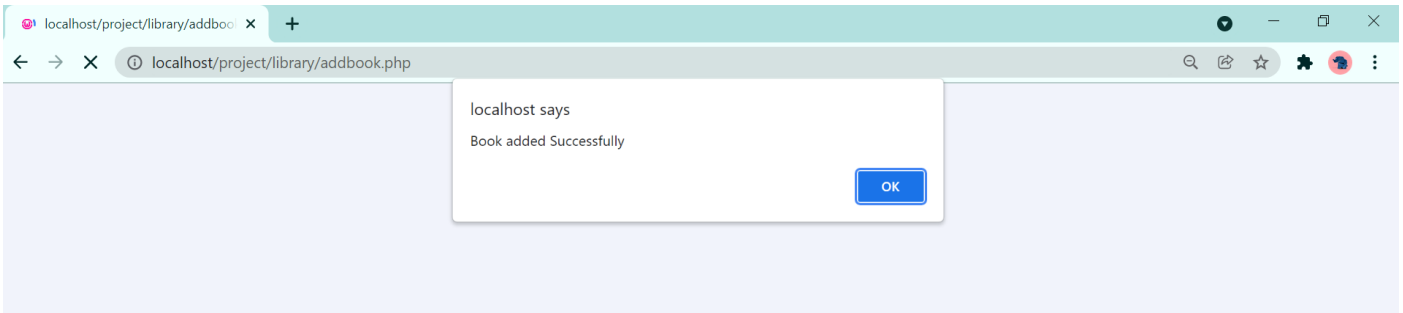 localhost/project/library/addboo
localhost/project/library/addbook.php
localhost says
Book added Successfully
OK